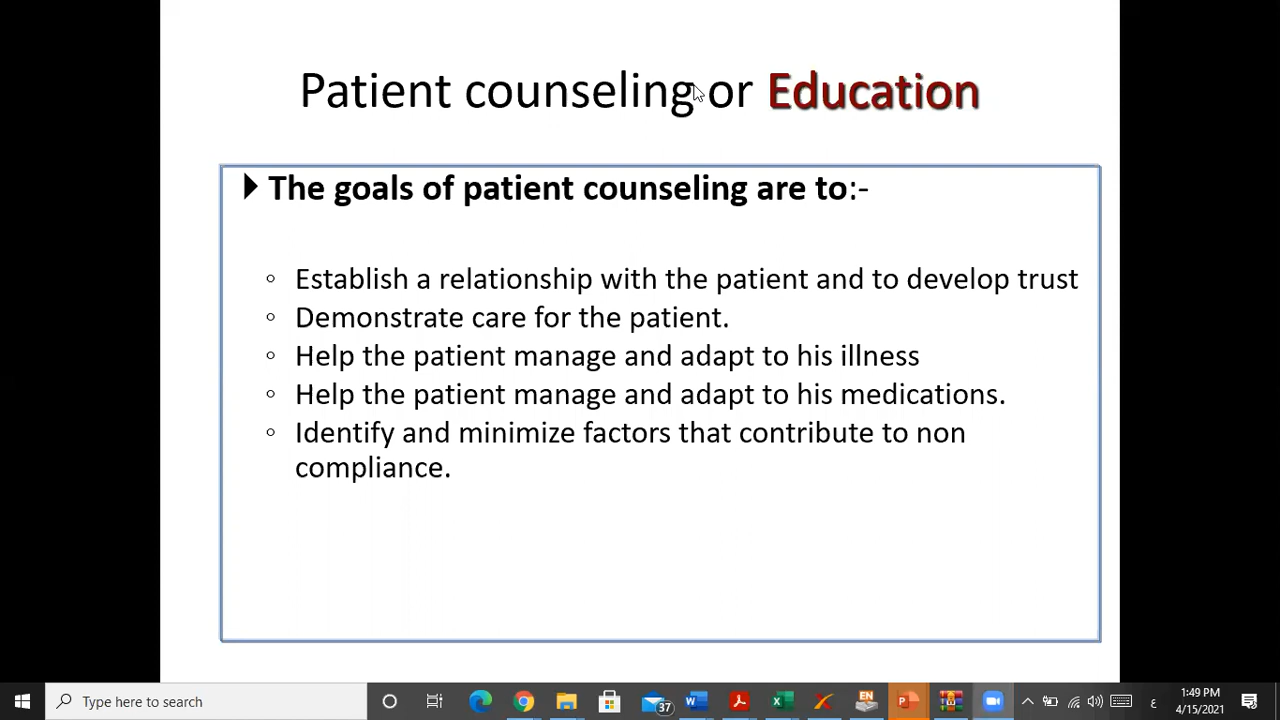 Patient counseling or Education
The goals of patient counseling are to:-
◦ Establish a relationship with the patient and to develop trust
◦ Demonstrate care for the patient.
◦ Help the patient manage and adapt to his illness
◦ Help the patient manage and adapt to his medications.
◦ Identify and minimize factors that contribute to non
compliance.
Type here to search
37
EN
ع
1:49 PM
4/15/2021